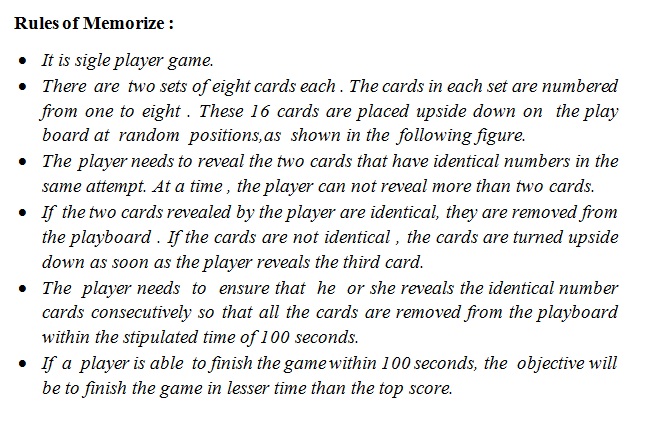 Rules of Memorize :
• It is sigle player game.
• There are two sets of eight cards each . The cards in each set are numbered
from one to eight . These 16 cards are placed upside down on the play
board at random positions,as shown in the following figure.
• The player needs to reveal the two cards that have identical numbers in the
same attempt. At a time , the player can not reveal more than two cards.
• If the two cards revealed by the player are identical, they are removed from
the playboard . If the cards are not identical , the cards are turned upside
down as soon as the player reveals the third card.
• The player needs to ensure that he or she reveals the identical number
cards consecutively so that all the cards are removed from the playboard
within the stipulated time of 100 seconds.
• If a player is able to finish the game within 100 seconds, the objective will
be to finish the game in lesser time than the top score.